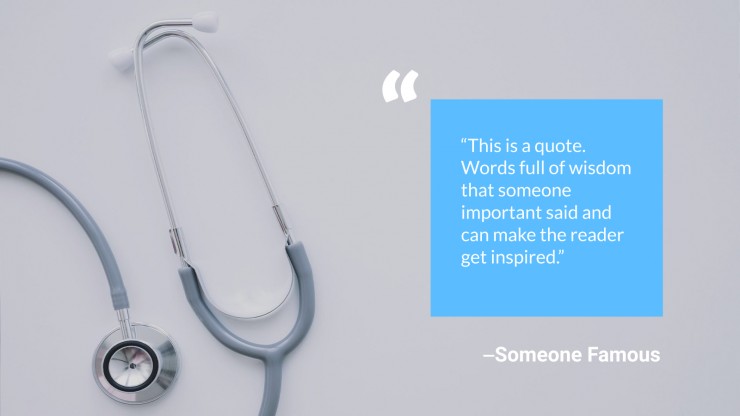 “
“This is a quote.
Words full of wisdom
that someone
important said and
can make the reader
get inspired.”
–Someone Famous